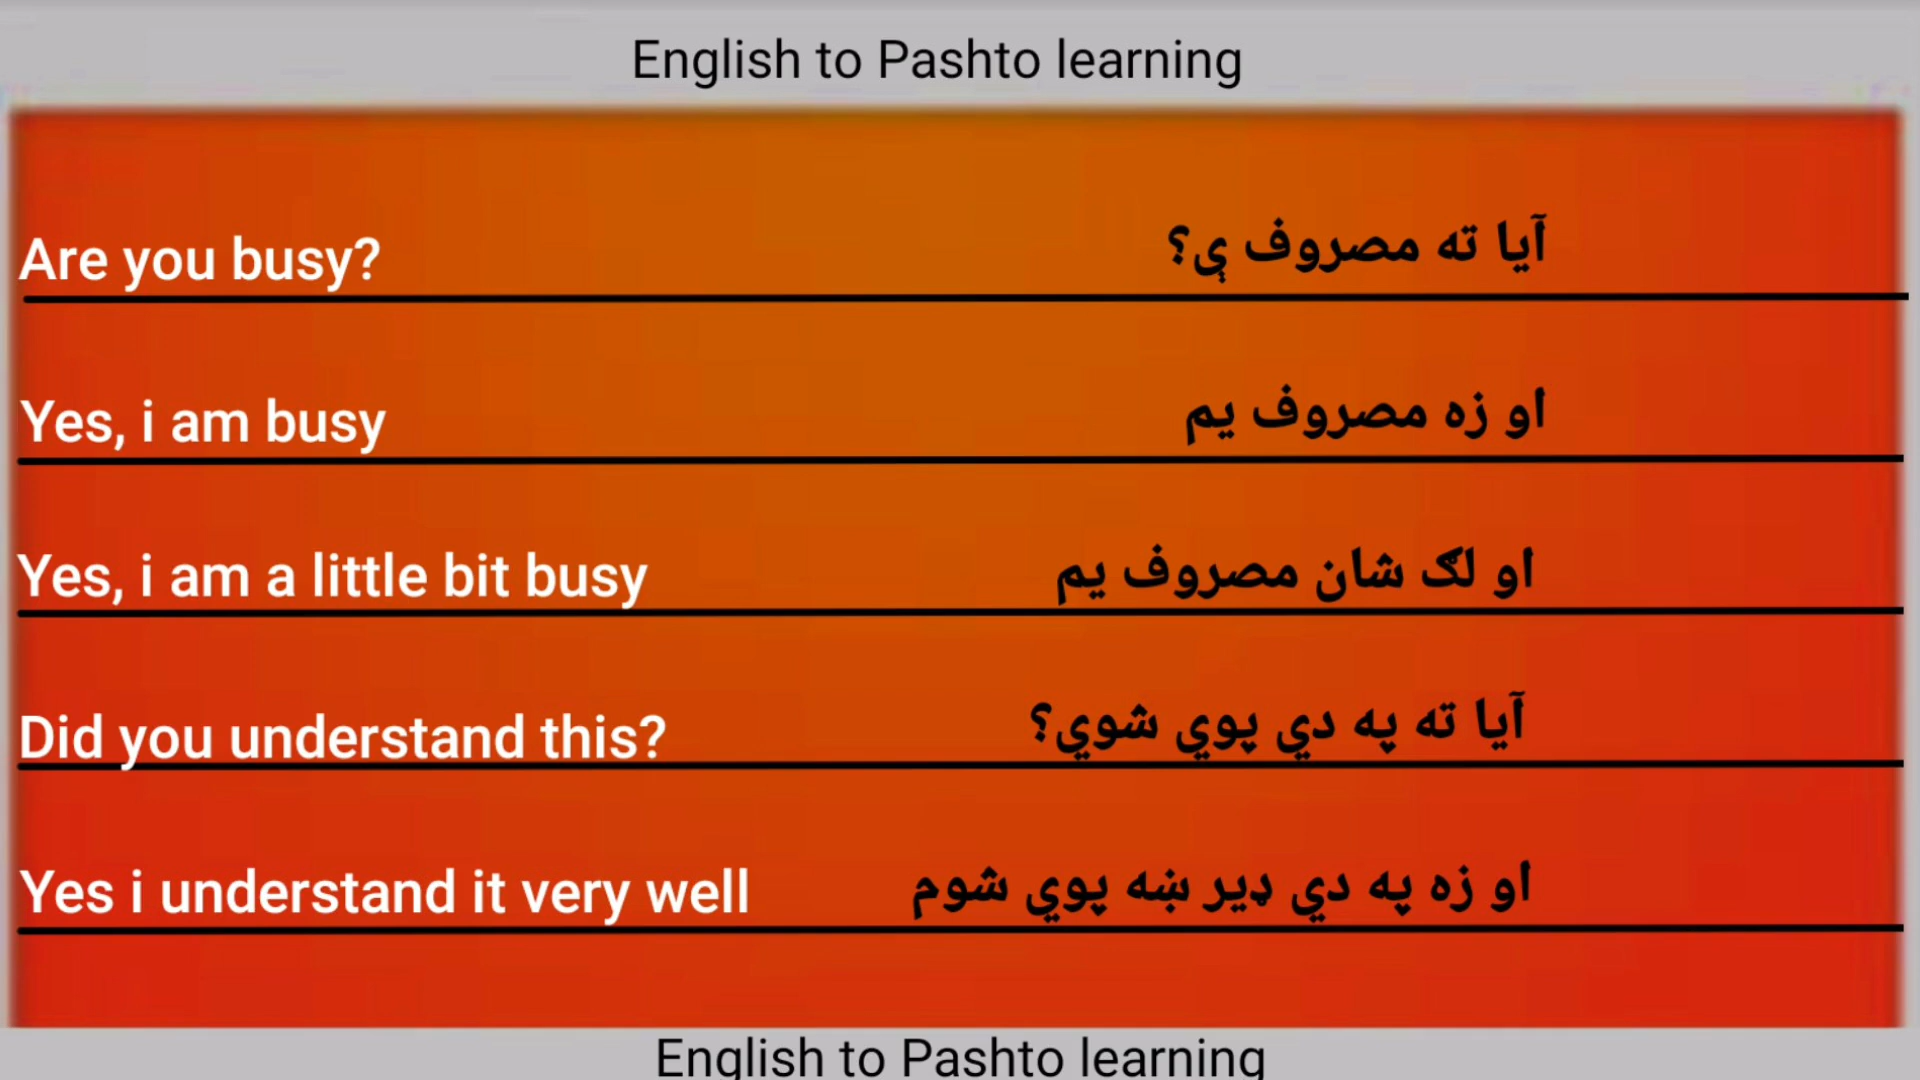 English to Pashto learning
Are you busy?
آیا ته مصروف ې؟
Yes, i am busy
او زه مصروف یم
Yes, i am a little bit busy
او لګ شان مصروف یم
Did you understand this?
آیا ته په دي پوي شوي؟
Yes i understand it very well
او زه په دي ډیر ښه پوي شوم
English to Pashto learning